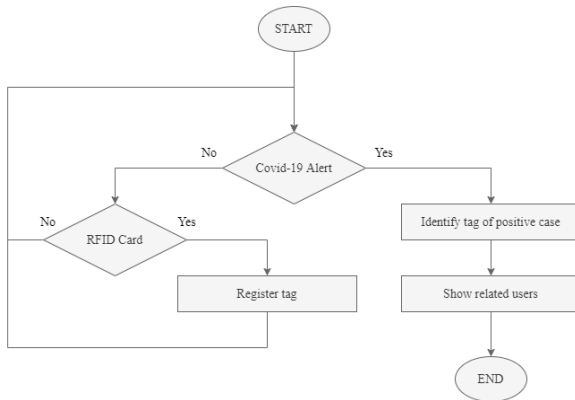 START
No
Covid-19 Alert
Yes
No
RFID Card
Yes
Identify tag of positive case
Register tag
Show related users
END